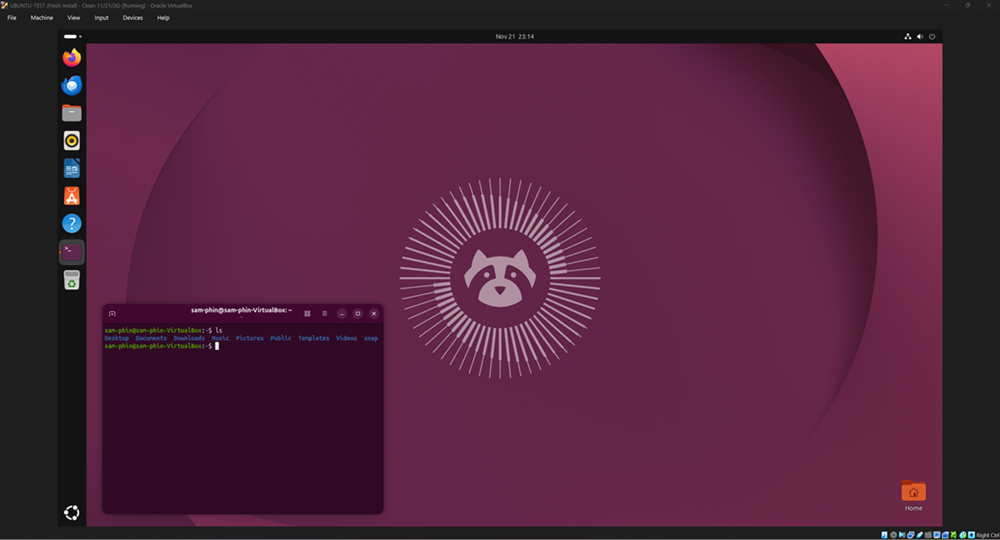 UBUNTU-TEST (Fresh Install - Clean 11/21/26) [Running] - Oracle VirtualBox
File Machine View Input Devices Help
Nov 21 23:14
sam-phin@sam-phin-VirtualBox: ~
sam-phin@sam-phin-VirtualBox:~$ ls
Desktop Documents Downloads Music Pictures Public Templates Videos snap
sam-phin@sam-phin-VirtualBox:~$
Home
Right Ctrl